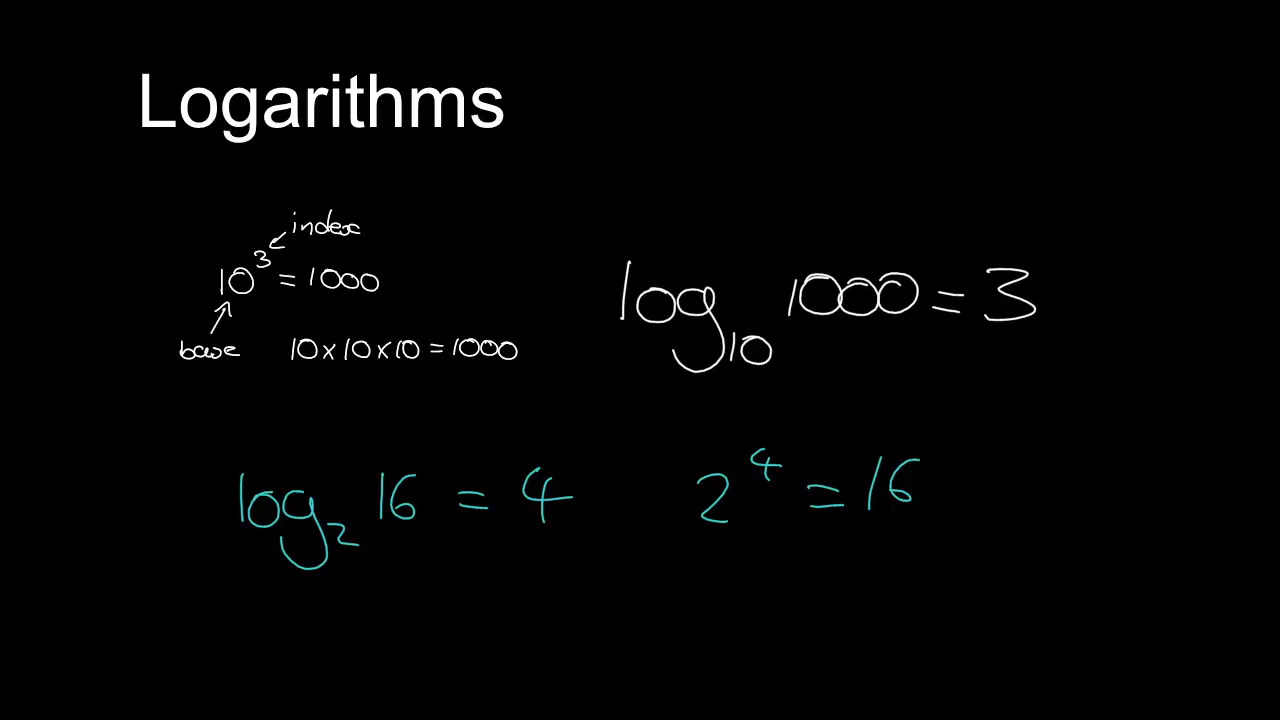 Logarithms
index
10³ = 1000
base
10 x 10 x 10 = 1000
log₁₀ 1000 = 3
log₂ 16 = 4
2⁴ = 16